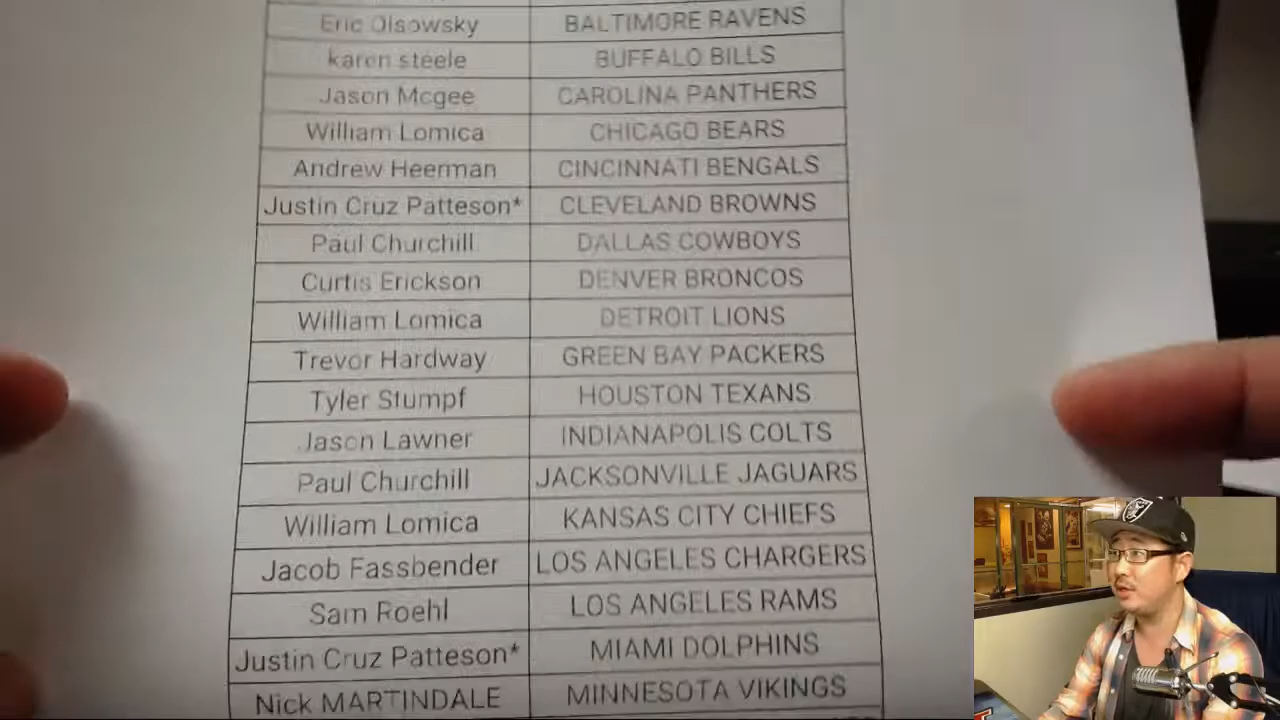 Eric Olsowsky BALTIMORE RAVENS
karen steele BUFFALO BILLS
Jason Mcgee CAROLINA PANTHERS
William Lomica CHICAGO BEARS
Andrew Heerman CINCINNATI BENGALS
Justin Cruz Patteson* CLEVELAND BROWNS
Paul Churchill DALLAS COWBOYS
Curtis Erickson DENVER BRONCOS
William Lomica DETROIT LIONS
Trevor Hardway GREEN BAY PACKERS
Tyler Stumpf HOUSTON TEXANS
Jason Lawner INDIANAPOLIS COLTS
Paul Churchill JACKSONVILLE JAGUARS
William Lomica KANSAS CITY CHIEFS
Jacob Fassbender LOS ANGELES CHARGERS
Sam Roehl LOS ANGELES RAMS
Justin Cruz Patteson* MIAMI DOLPHINS
Nick MARTINDALE MINNESOTA VIKINGS